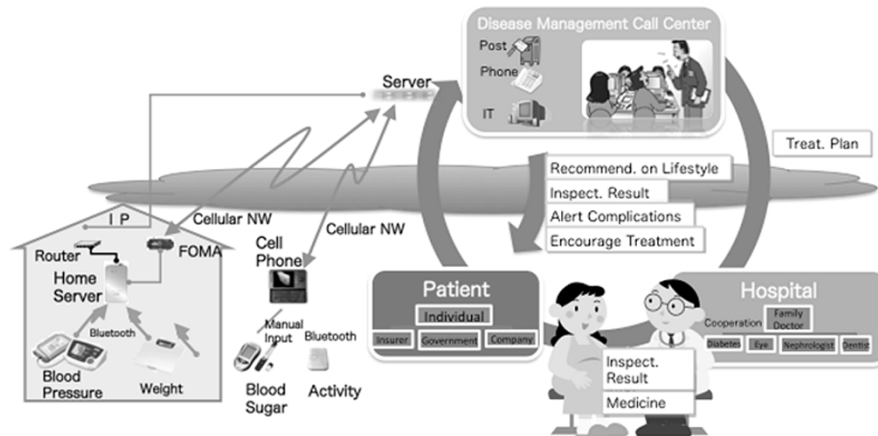 Disease Management Call Center
Post
Phone
IT
Server
Treat. Plan
Recommend. on Lifestyle
Inspect. Result
Alert Complications
Encourage Treatment
I P
Cellular NW
Router
FOMA
Home
Server
Bluetooth
Blood
Pressure
Weight
Cell
Phone
Cellular NW
Manual
Input
Bluetooth
Blood
Sugar
Activity
Patient
Individual
Insurer
Government
Company
Hospital
Cooperation
Family
Doctor
Diabetes
Eye
Nephrologist
Dentist
Inspect.
Result
Medicine